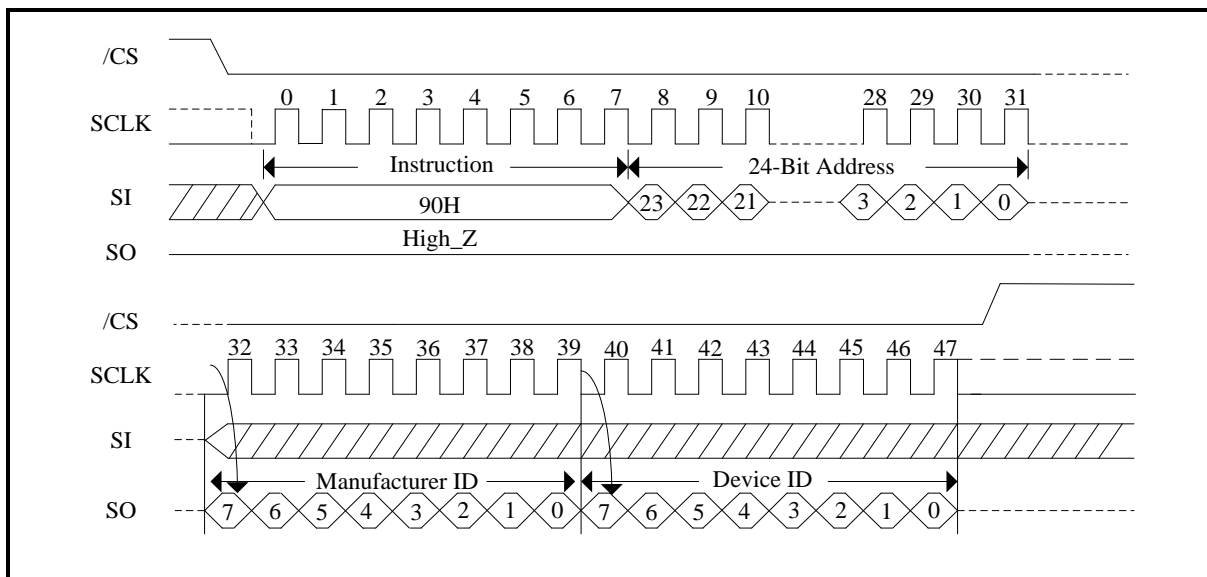 /CS
0 1 2 3 4 5 6 7 8 9 10 28 29 30 31
SCLK
Instruction 24-Bit Address
SI 90H 23 22 21 3 2 1 0
High_Z
SO
/CS
32 33 34 35 36 37 38 39 40 41 42 43 44 45 46 47
SCLK
SI
Manufacturer ID Device ID
SO 7 6 5 4 3 2 1 0 7 6 5 4 3 2 1 0